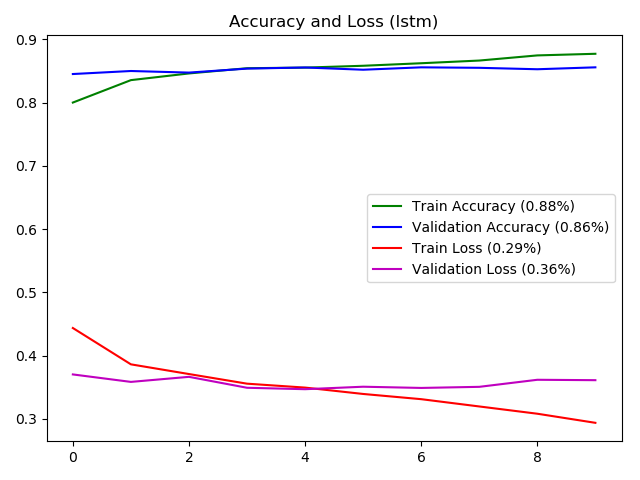 Accuracy and Loss (lstm)
0.9
0.8
0.7
0.6
0.5
0.4
0.3
Train Accuracy (0.88%)
Validation Accuracy (0.86%)
Train Loss (0.29%)
Validation Loss (0.36%)
0 2 4 6 8